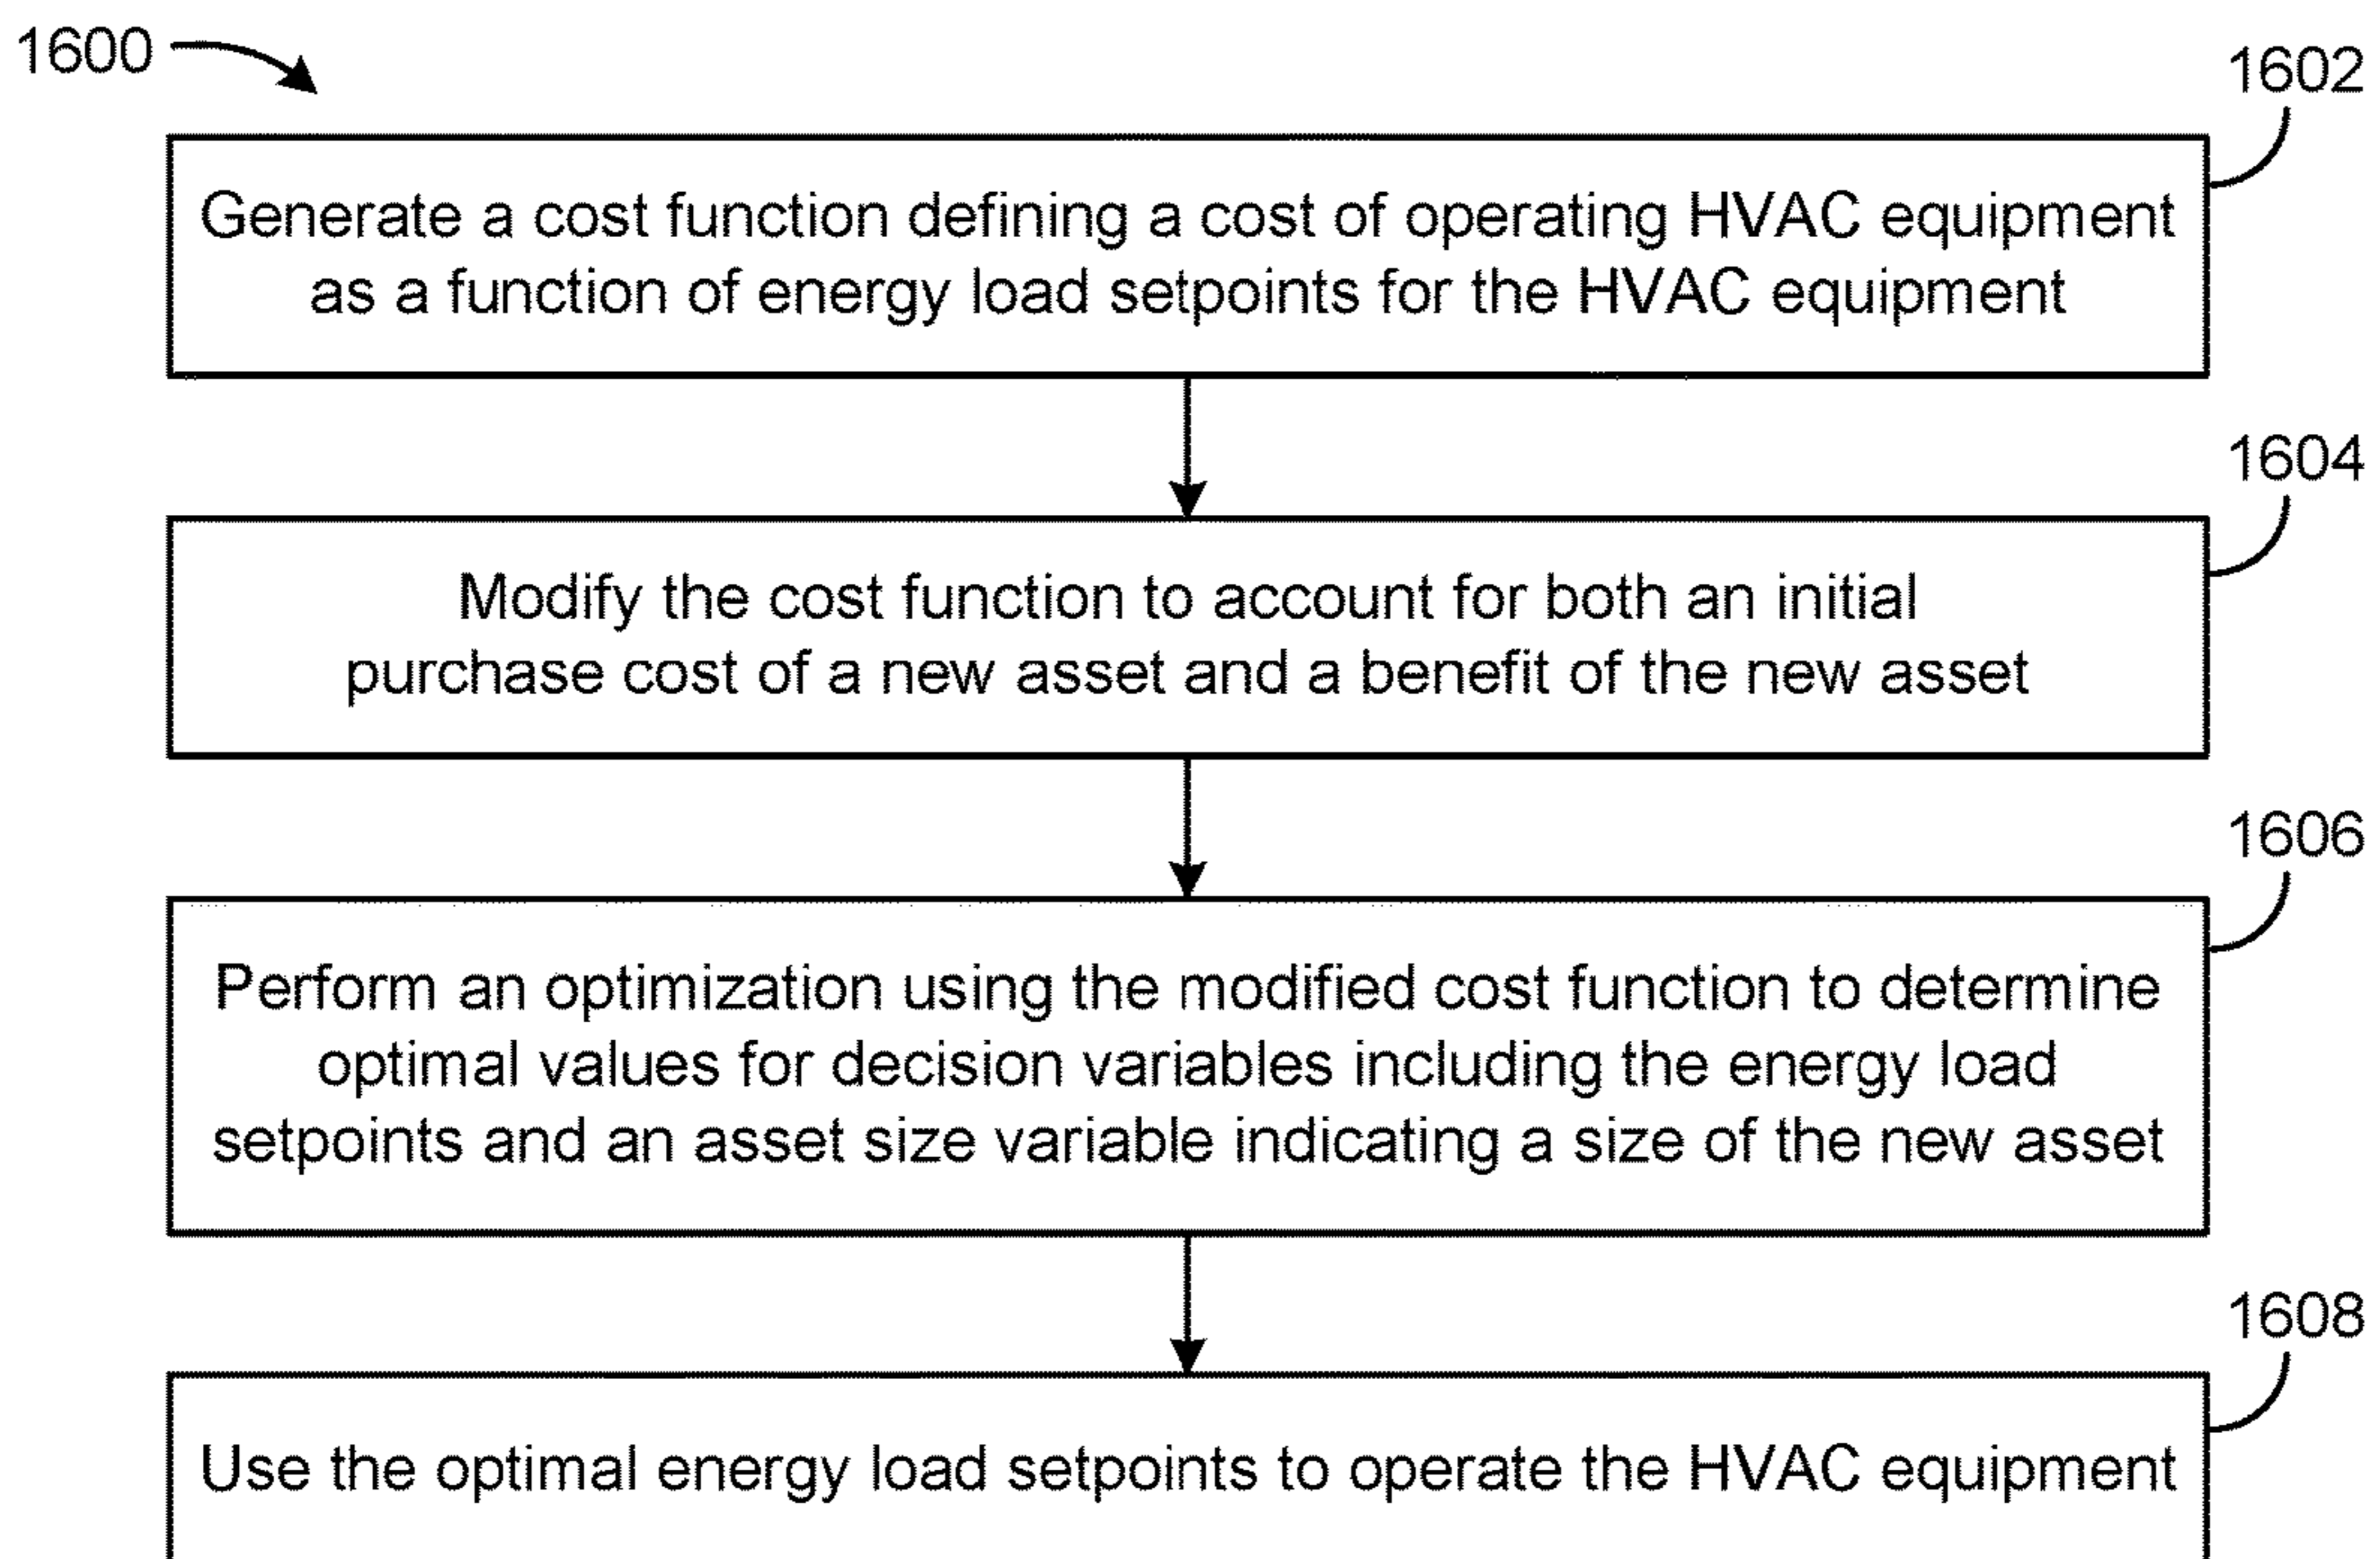 1600
1602
Generate a cost function defining a cost of operating HVAC equipment
as a function of energy load setpoints for the HVAC equipment
1604
Modify the cost function to account for both an initial
purchase cost of a new asset and a benefit of the new asset
1606
Perform an optimization using the modified cost function to determine
optimal values for decision variables including the energy load
setpoints and an asset size variable indicating a size of the new asset
1608
Use the optimal energy load setpoints to operate the HVAC equipment